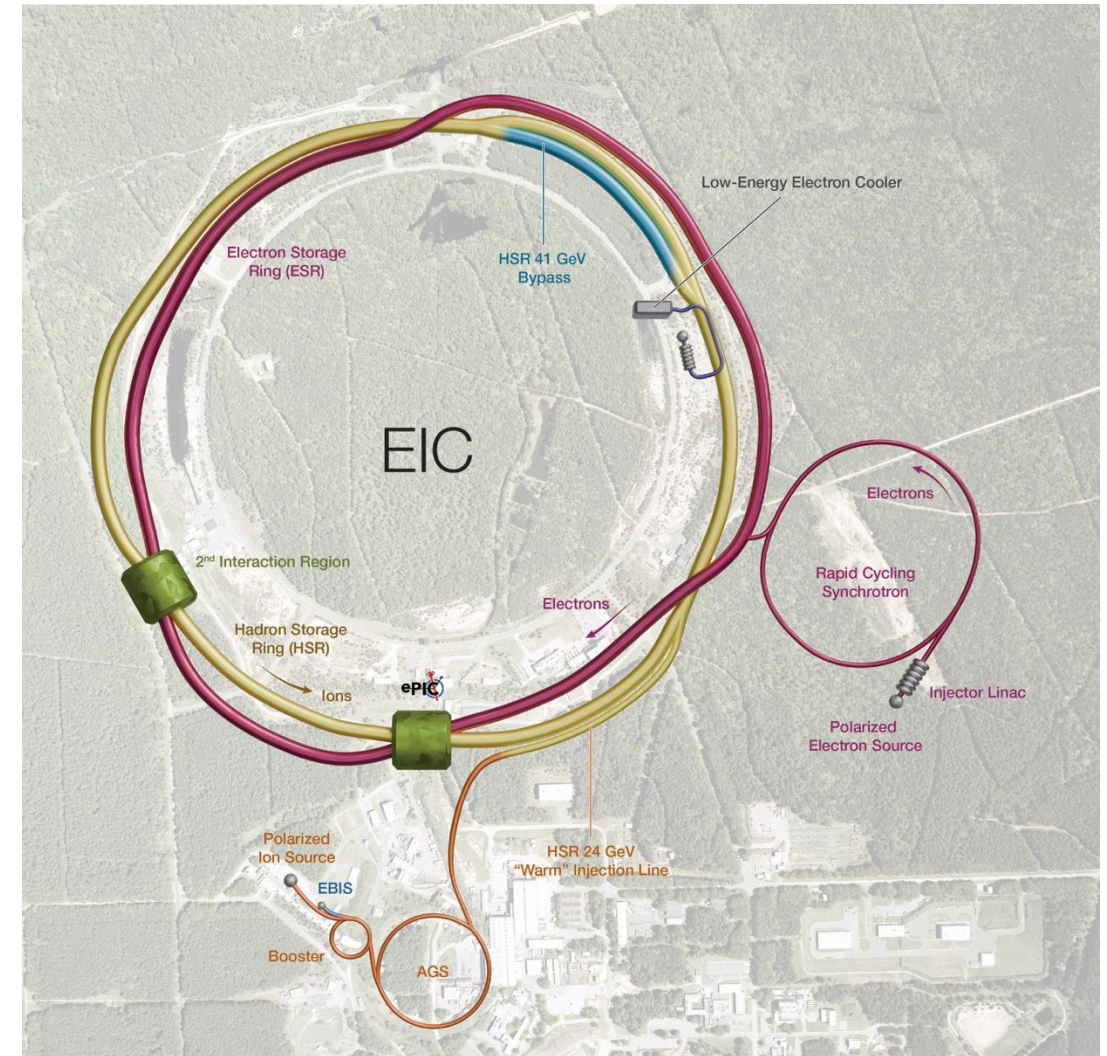 Low-Energy Electron Cooler
Electron Storage
Ring (ESR)
HSR 41 GeV
Bypass
EIC
Electrons
2nd Interaction Region
Rapid Cycling
Synchrotron
Electrons
Hadron Storage
Ring (HSR)
Ions
ePIC
Injector Linac
Polarized
Electron Source
Polarized
Ion Source
HSR 24 GeV
“Warm” Injection Line
EBIS
Booster
AGS